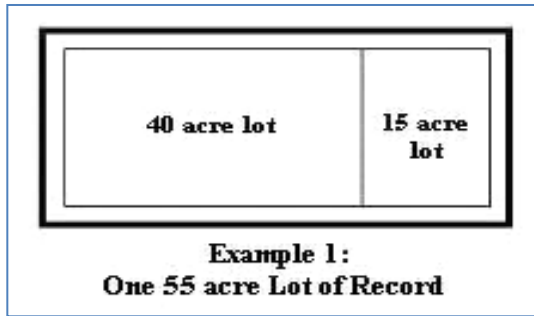 40 acre lot
15 acre
lot
Example 1:
One 55 acre Lot of Record